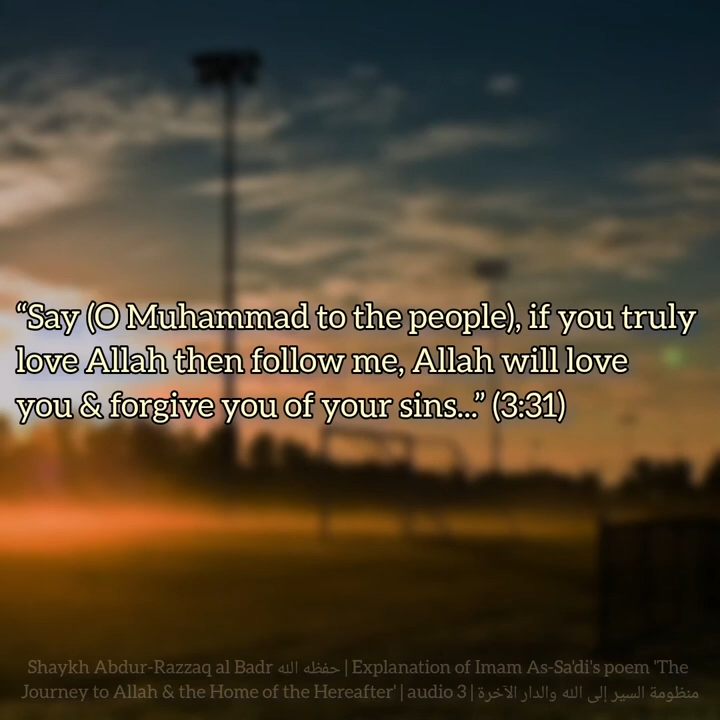 “Say (O Muhammad to the people), if you truly
love Allah then follow me, Allah will love
you & forgive you of your sins...” (3:31)
Shaykh Abdur-Razzaq al Badr حفظه الله | Explanation of Imam As-Sa'di's poem 'The
Journey to Allah & the Home of the Hereafter' | audio 3 | منظومة السير إلى الله والدار الآخرة